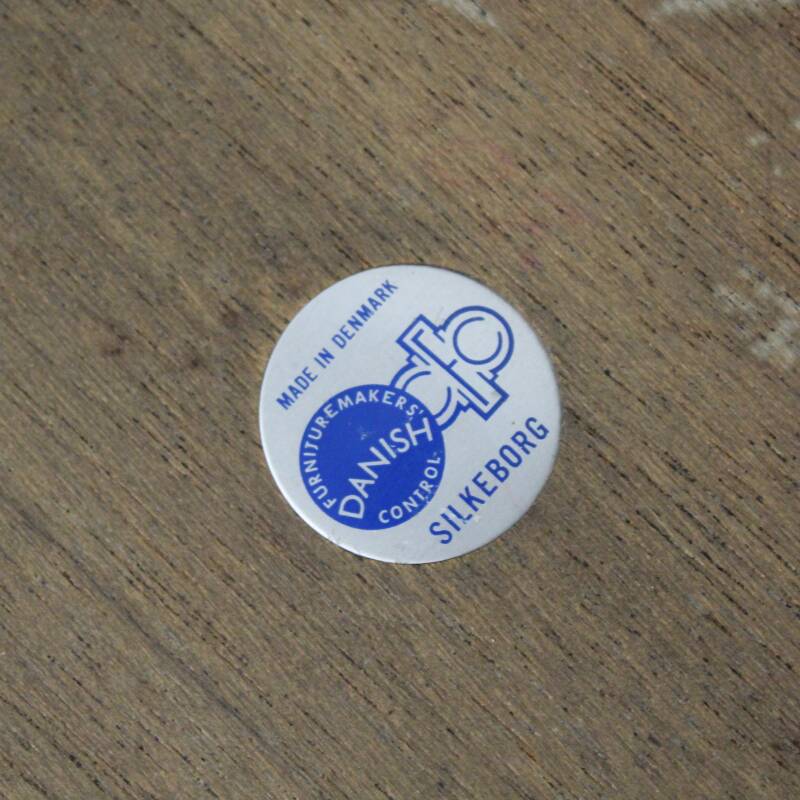 MADE IN DENMARK
FURNITUREMAKERS'
DANISH
CONTROL
SILKEBORG